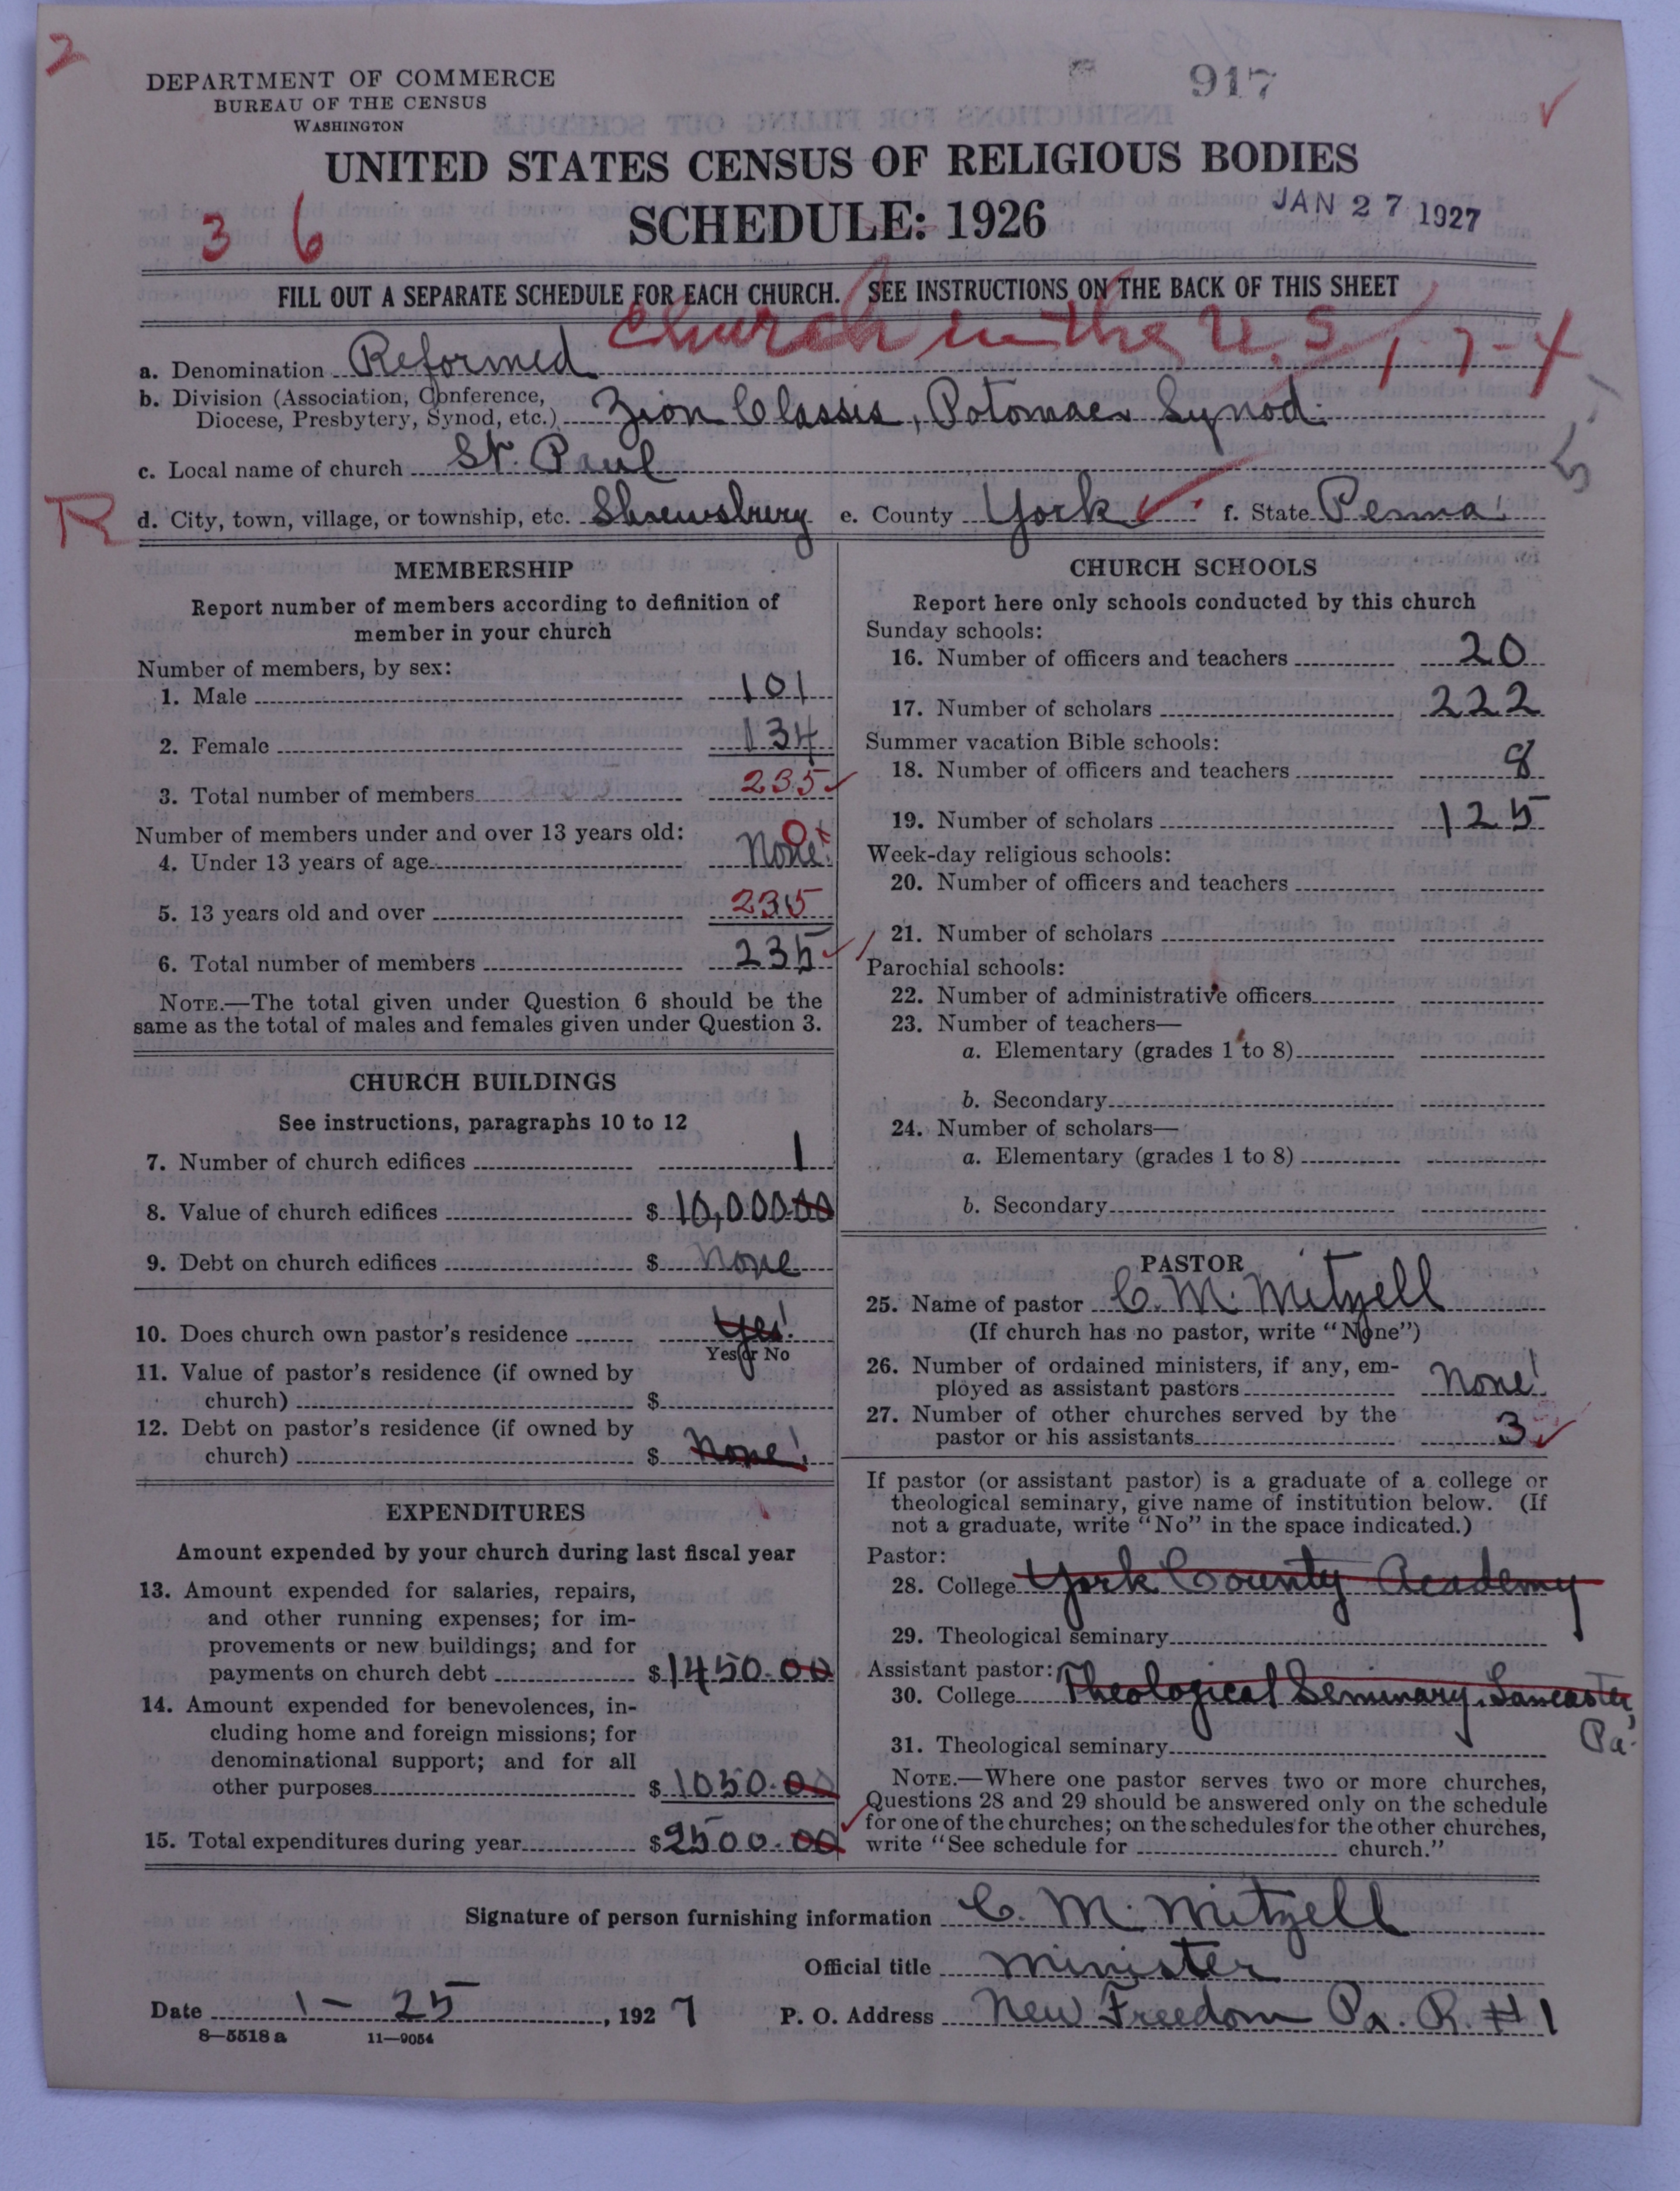 2
DEPARTMENT OF COMMERCE
BUREAU OF THE CENSUS
WASHINGTON
917
UNITED STATES CENSUS OF RELIGIOUS BODIES
SCHEDULE: 1926
JAN 27 1927
3 6
FILL OUT A SEPARATE SCHEDULE FOR EACH CHURCH. SEE INSTRUCTIONS ON THE BACK OF THIS SHEET
a. Denomination Reformed Church in the U.S. 17-4
b. Division (Association, Conference,
Diocese, Presbytery, Synod, etc.) Zion Classis, Potomac Synod.
c. Local name of church St. Paul
5-1
R
d. City, town, village, or township, etc. Shrewsbury e. County York f. State Penna.
MEMBERSHIP
Report number of members according to definition of
member in your church
Number of members, by sex:
1. Male 101
2. Female 134
3. Total number of members 235
Number of members under and over 13 years old:
4. Under 13 years of age None! 0
5. 13 years old and over 235
6. Total number of members 235
NOTE.—The total given under Question 6 should be the
same as the total of males and females given under Question 3.
CHURCH BUILDINGS
See instructions, paragraphs 10 to 12
7. Number of church edifices 1
8. Value of church edifices $ 10,000.00
9. Debt on church edifices $ None
10. Does church own pastor's residence Yes!
Yes or No
11. Value of pastor's residence (if owned by
church) $
12. Debt on pastor's residence (if owned by
church) $ None!
EXPENDITURES
Amount expended by your church during last fiscal year
13. Amount expended for salaries, repairs,
and other running expenses; for im-
provements or new buildings; and for
payments on church debt $ 1450.00
14. Amount expended for benevolences, in-
cluding home and foreign missions; for
denominational support; and for all
other purposes $ 1050.00
15. Total expenditures during year $ 2500.00
CHURCH SCHOOLS
Report here only schools conducted by this church
Sunday schools:
16. Number of officers and teachers 20
17. Number of scholars 222
Summer vacation Bible schools:
18. Number of officers and teachers 8
19. Number of scholars 125
Week-day religious schools:
20. Number of officers and teachers
21. Number of scholars
Parochial schools:
22. Number of administrative officers
23. Number of teachers—
a. Elementary (grades 1 to 8)
b. Secondary
24. Number of scholars—
a. Elementary (grades 1 to 8)
b. Secondary
PASTOR
25. Name of pastor C. M. Mitzell
(If church has no pastor, write "None")
26. Number of ordained ministers, if any, em-
ployed as assistant pastors None!
27. Number of other churches served by the
pastor or his assistants 3
If pastor (or assistant pastor) is a graduate of a college or
theological seminary, give name of institution below. (If
not a graduate, write "No" in the space indicated.)
Pastor:
28. College York County Academy
29. Theological seminary
Assistant pastor:
30. College Theological Seminary, Lancaster,
Pa.
31. Theological seminary
NOTE.—Where one pastor serves two or more churches,
Questions 28 and 29 should be answered only on the schedule
for one of the churches; on the schedules for the other churches,
write "See schedule for church."
Signature of person furnishing information C. M. Mitzell
Official title Minister
Date 1-25, 1927 P. O. Address New Freedom Pa. R. #1
8-5518 a 11-9054